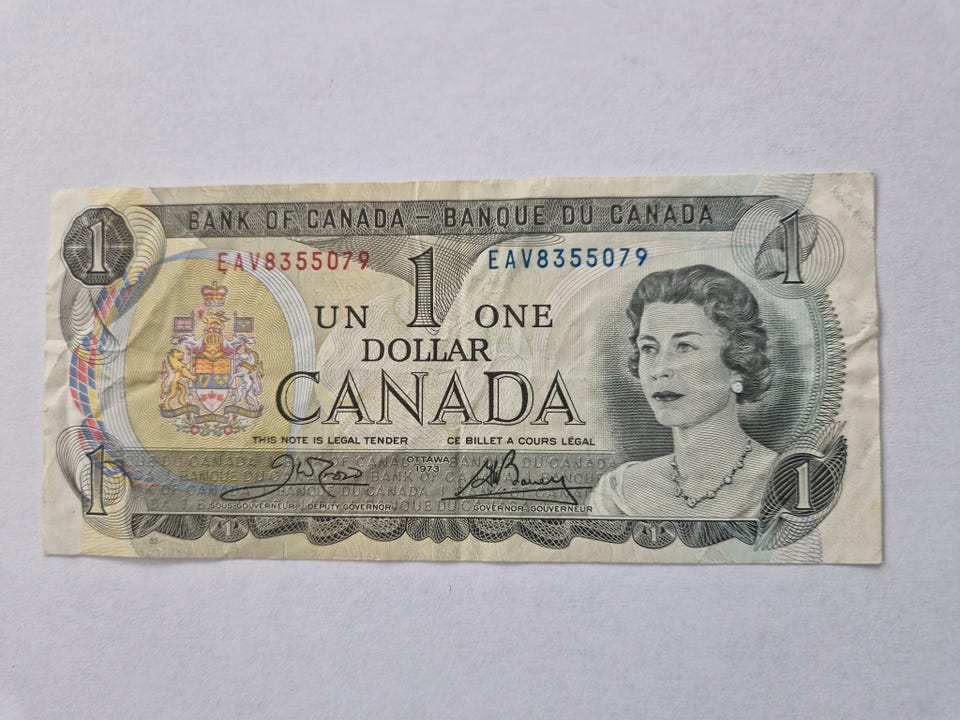 BANK OF CANADA – BANQUE DU CANADA
1 1
EAV8355079 EAV8355079
1
UN ONE
DOLLAR
CANADA
THIS NOTE IS LEGAL TENDER CE BILLET A COURS LÉGAL
OTTAWA
1973
SOUS-GOUVERNEUR DEPUTY GOVERNOR GOVERNOR GOUVERNEUR
1 1
1 1